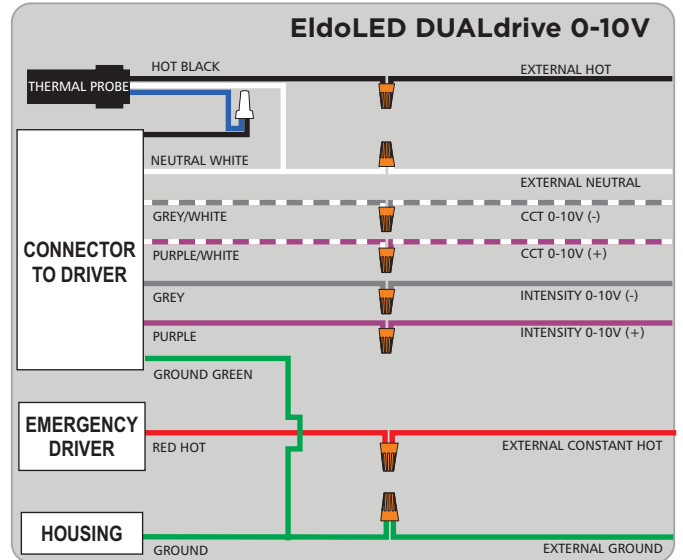 EldoLED DUALdrive 0-10V
HOT BLACK
EXTERNAL HOT
THERMAL PROBE
NEUTRAL WHITE
EXTERNAL NEUTRAL
GREY/WHITE
CCT 0-10V (-)
CONNECTOR
TO DRIVER
PURPLE/WHITE
CCT 0-10V (+)
GREY
INTENSITY 0-10V (-)
PURPLE
INTENSITY 0-10V (+)
GROUND GREEN
EMERGENCY
DRIVER
RED HOT
EXTERNAL CONSTANT HOT
HOUSING
GROUND
EXTERNAL GROUND